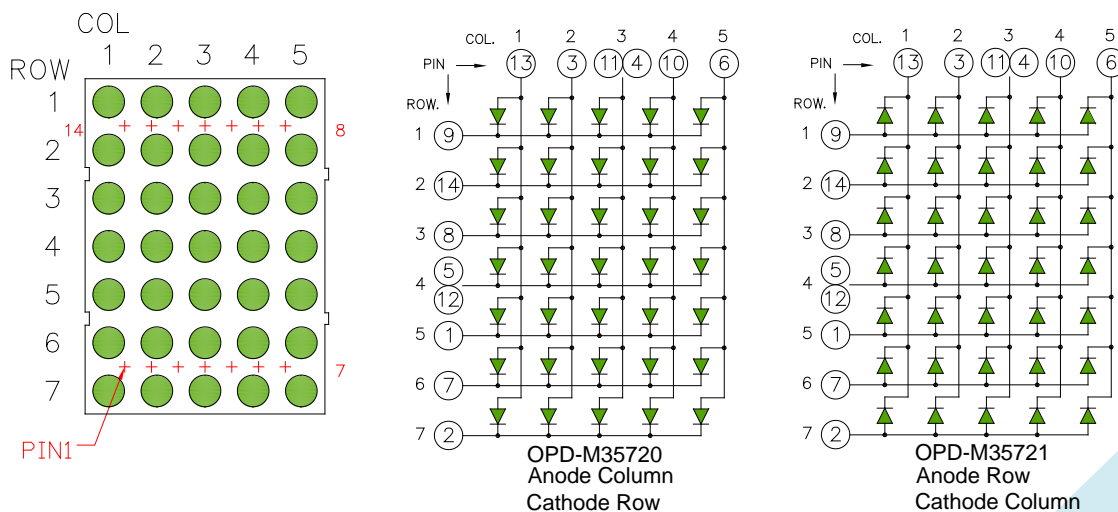 COL
1 2 3 4 5
ROW
1
14 8
2
3
4
5
6
7
7
PIN1
COL. 1 2 3 4 5
PIN 13 3 11 4 10 6
ROW.
1 9
2 14
3 8
5
4
12
5 1
6 7
7 2
OPD-M35720
Anode Column
Cathode Row
COL. 1 2 3 4 5
PIN 13 3 11 4 10 6
ROW.
1 9
2 14
3 8
5
4
12
5 1
6 7
7 2
OPD-M35721
Anode Row
Cathode Column